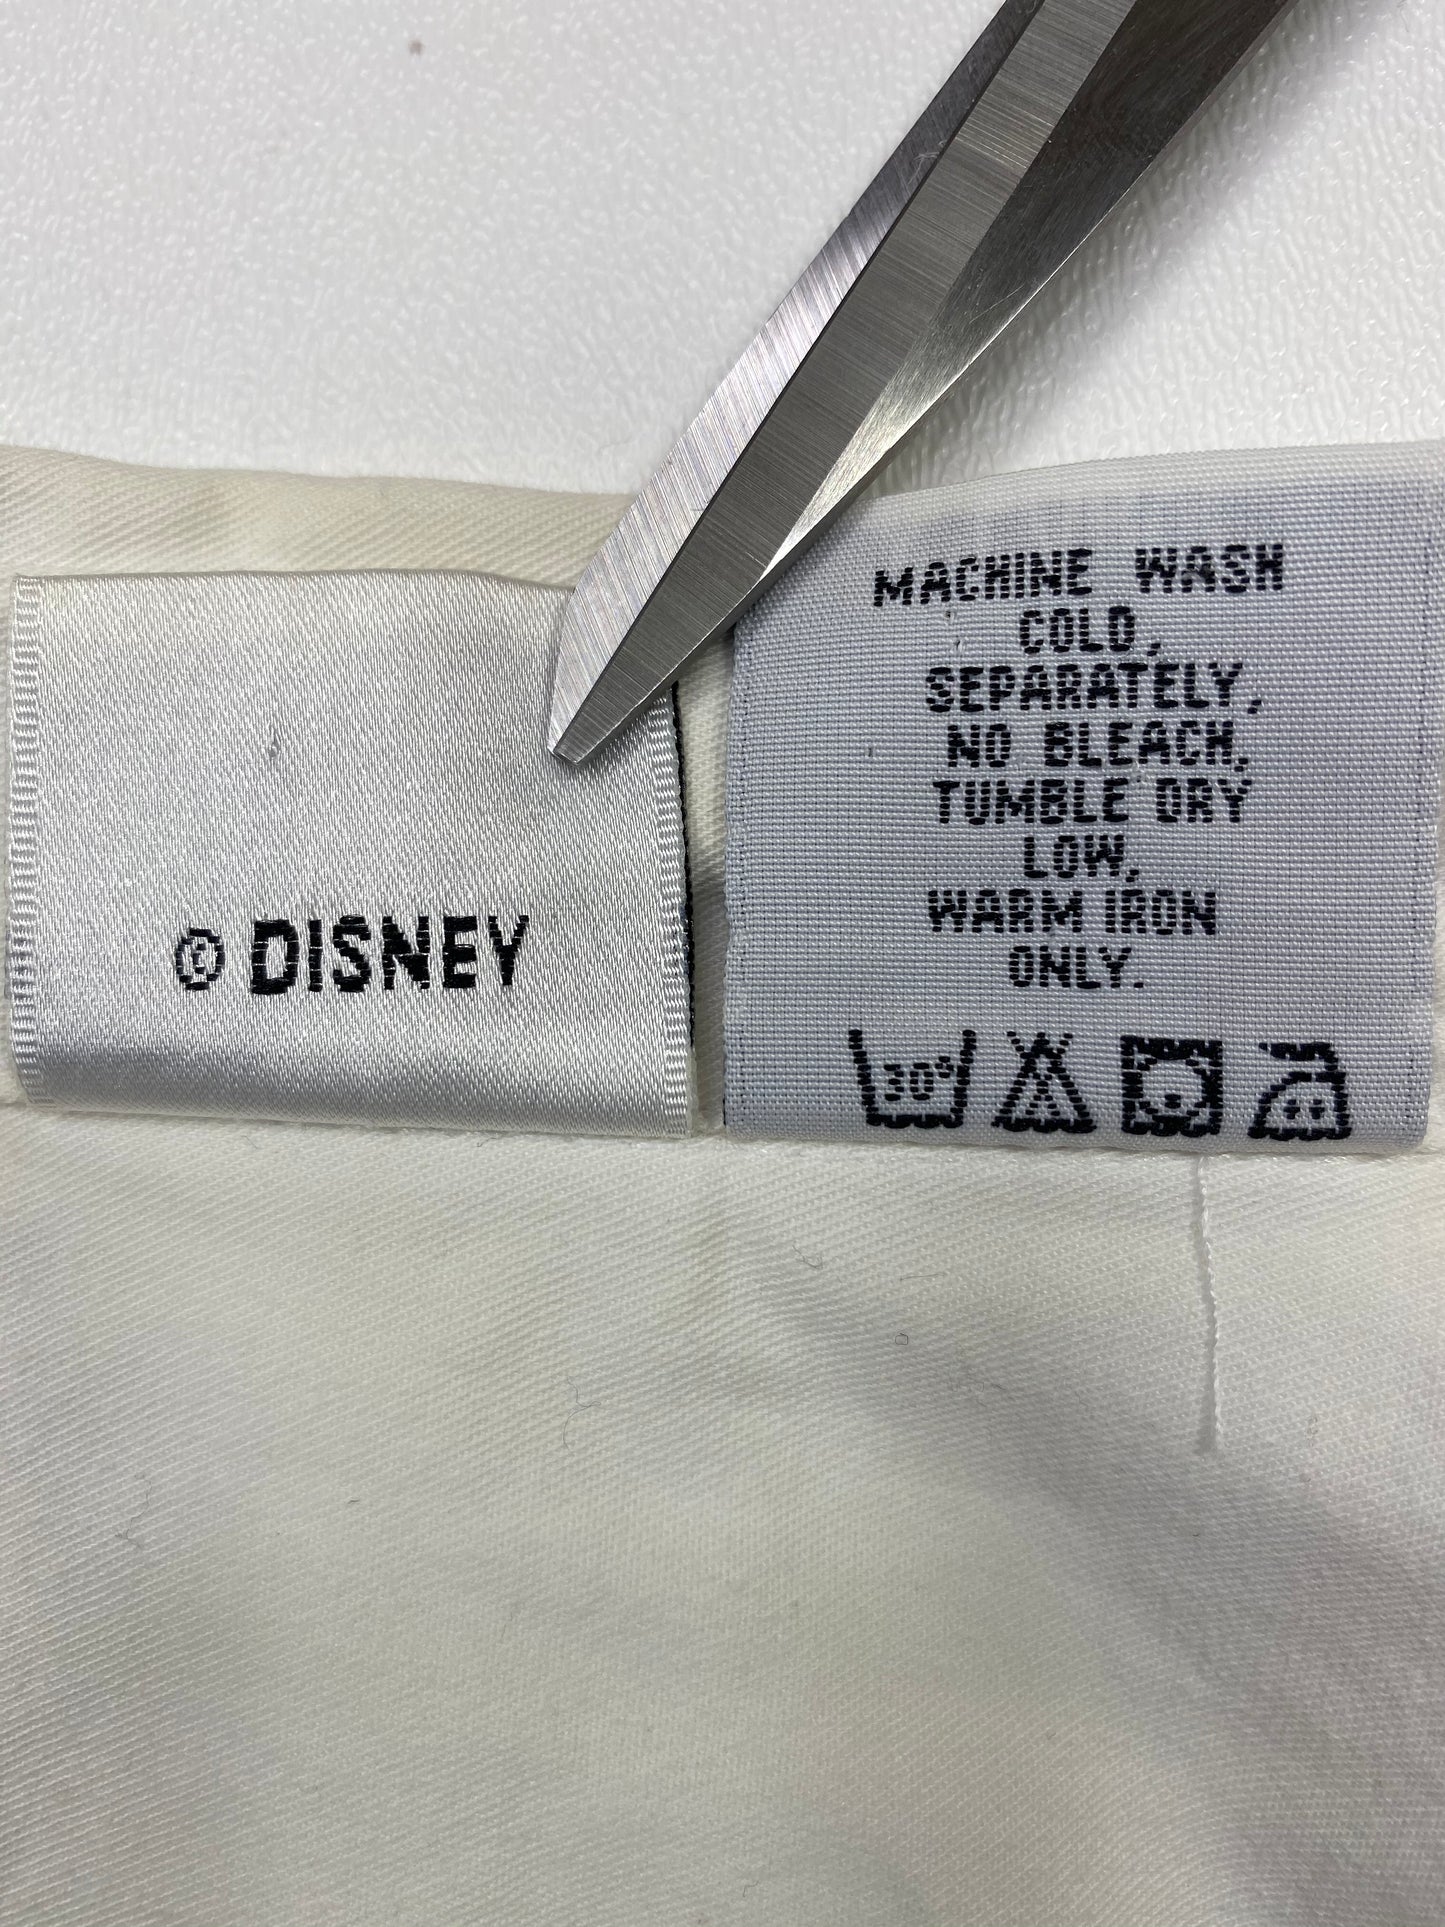 © DISNEY
MACHINE WASH
COLD,
SEPARATELY,
NO BLEACH,
TUMBLE DRY
LOW,
WARM IRON
ONLY.
30°